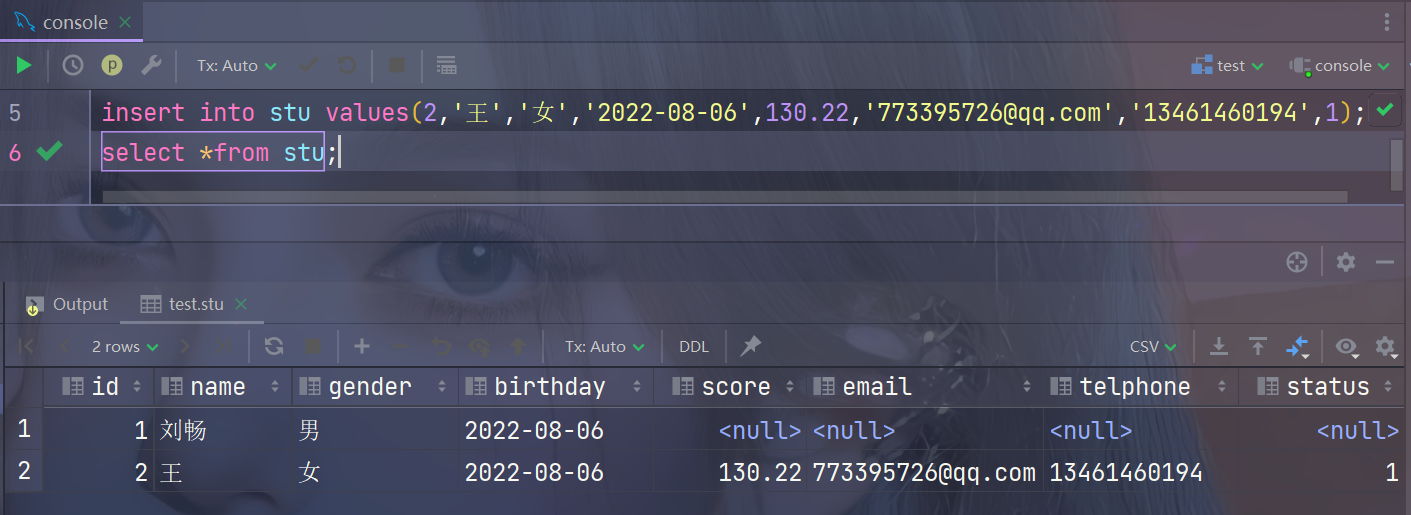 console
Tx: Auto
test
console
5 insert into stu values(2,'王','女','2022-08-06',130.22,'773395726@qq.com','13461460194',1);
6 select *from stu;
Output
test.stu
2 rows
Tx: Auto
DDL
CSV
id name gender birthday score email telphone status
1 1 刘畅 男 2022-08-06 <null> <null> <null> <null>
2 2 王 女 2022-08-06 130.22 773395726@qq.com 13461460194 1